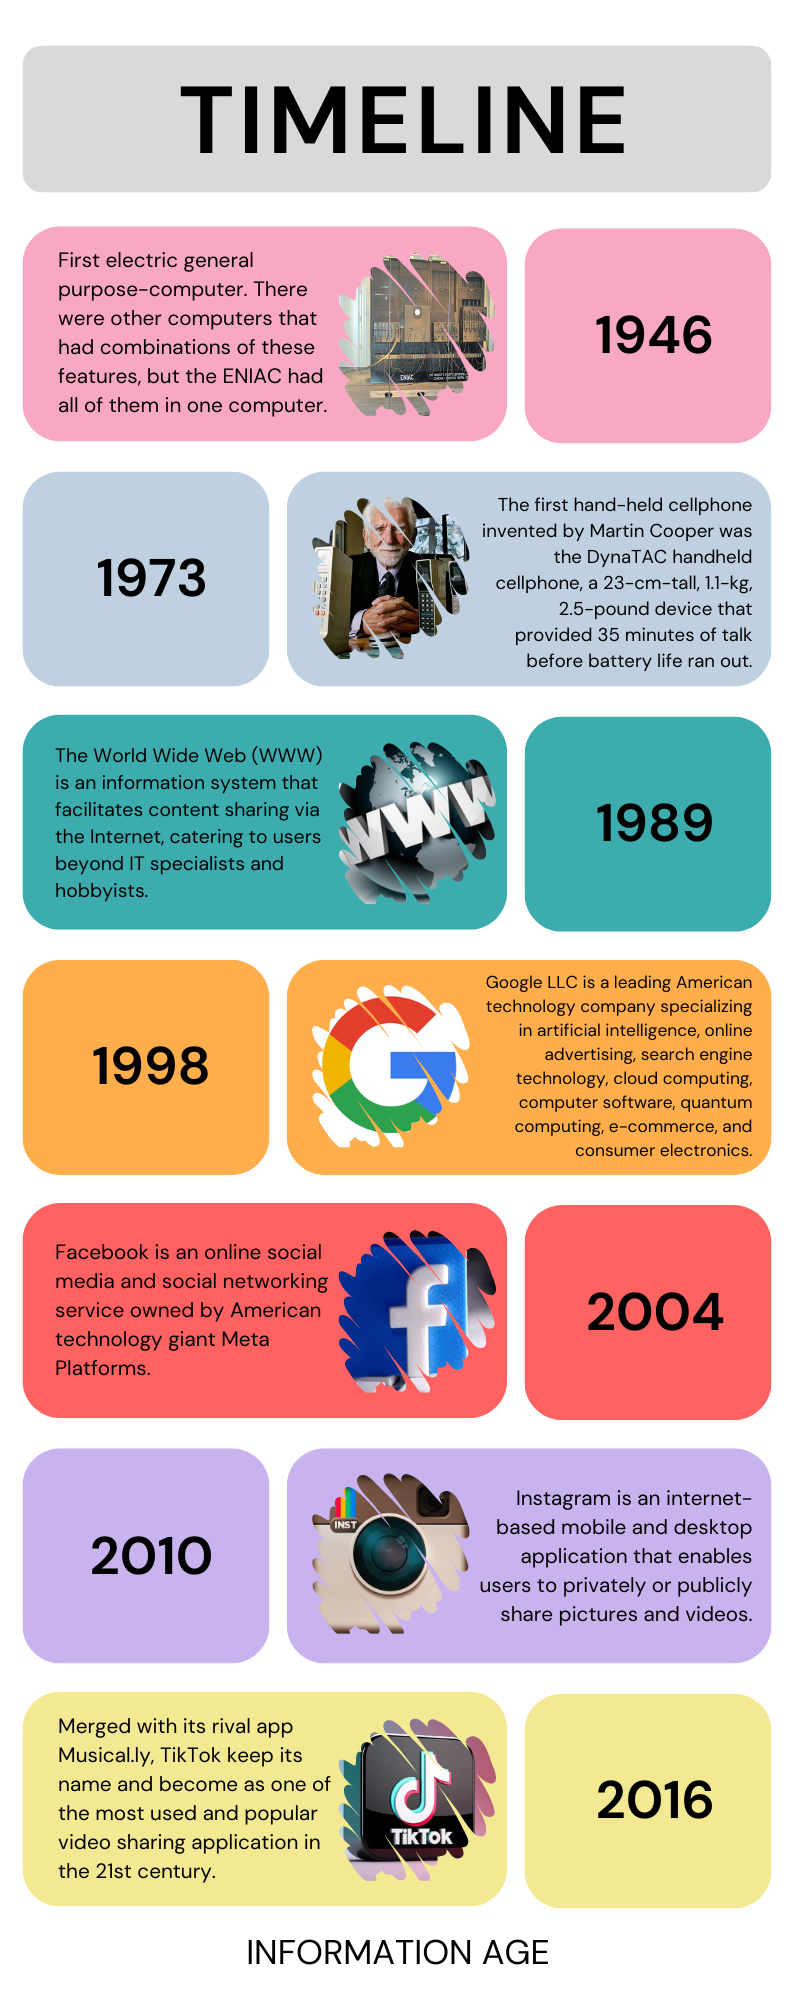 TIMELINE
First electric general
purpose-computer. There
were other computers that
had combinations of these
features, but the ENIAC had
all of them in one computer.
ENIAC
1946
1973
The first hand-held cellphone
invented by Martin Cooper was
the DynaTAC handheld
cellphone, a 23-cm-tall, 1.1-kg,
2.5-pound device that
provided 35 minutes of talk
before battery life ran out.
The World Wide Web (WWW)
is an information system that
facilitates content sharing via
the Internet, catering to users
beyond IT specialists and
hobbyists.
WWW
1989
1998
Google LLC is a leading American
technology company specializing
in artificial intelligence, online
advertising, search engine
technology, cloud computing,
computer software, quantum
computing, e-commerce, and
consumer electronics.
Facebook is an online social
media and social networking
service owned by American
technology giant Meta
Platforms.
2004
2010
INST
Instagram is an internet-
based mobile and desktop
application that enables
users to privately or publicly
share pictures and videos.
Merged with its rival app
Musical.ly, TikTok keep its
name and become as one of
the most used and popular
video sharing application in
the 21st century.
TikTok
2016
INFORMATION AGE